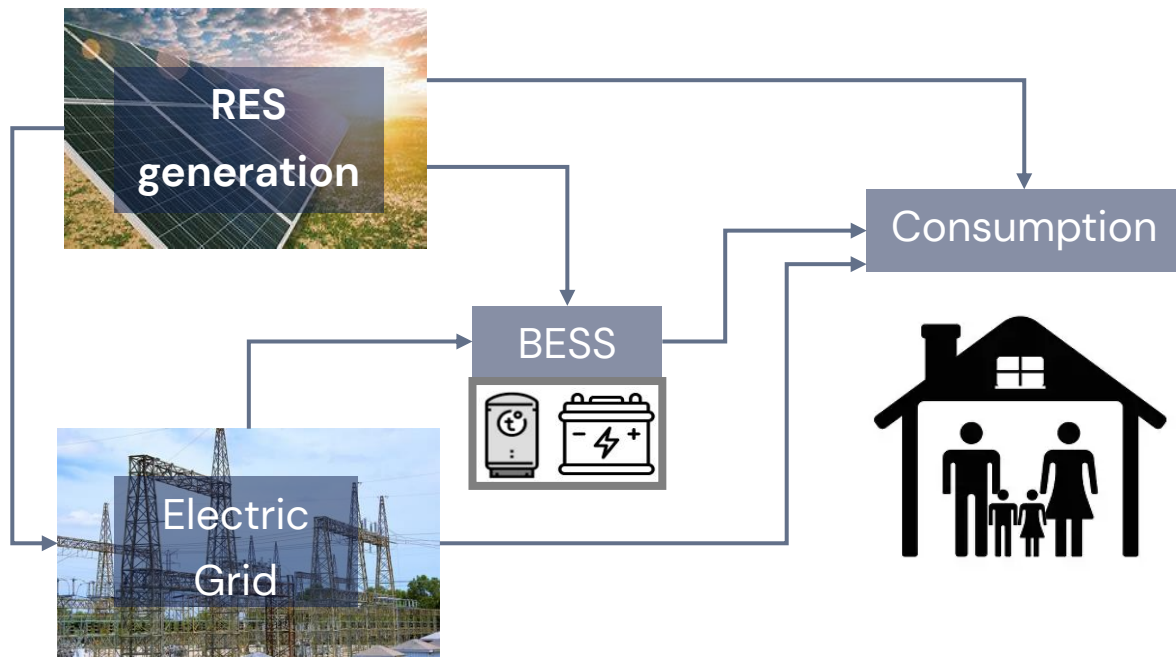 RES
generation
Consumption
BESS
t°
- +
Electric
Grid